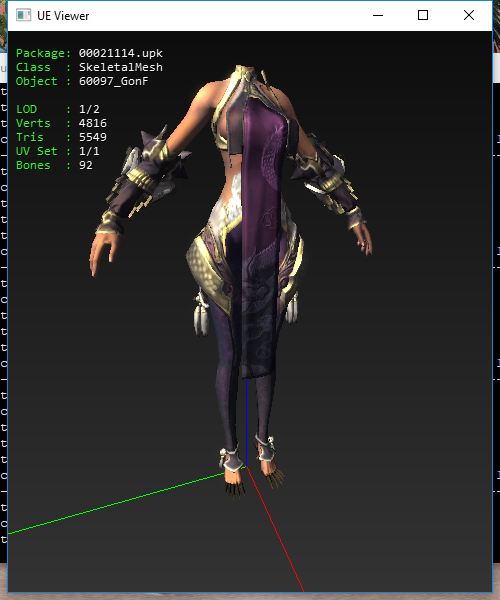 UE Viewer
Package: 00021114.upk
Class  : SkeletalMesh
Object : 60097_GonF
LOD    : 1/2
Verts  : 4816
Tris   : 5549
UV Set : 1/1
Bones  : 92